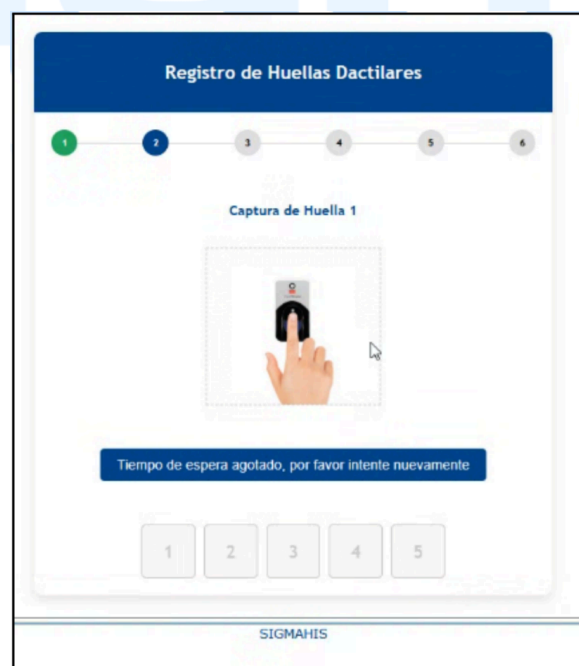 Registro de Huellas Dactilares
1 2 3 4 5 6
Captura de Huella 1
Tiempo de espera agotado, por favor intente nuevamente
1 2 3 4 5
SIGMAHIS